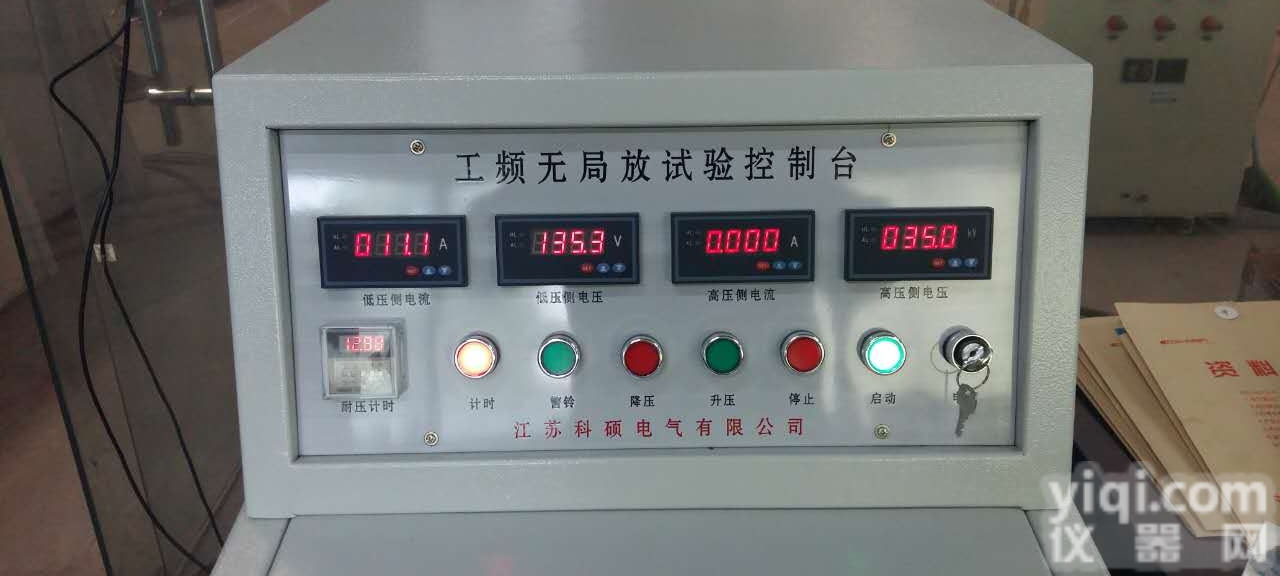 工频无局放试验控制台
011.1 A
135.3 V
0.000 A
035.0 kV
低压侧电流
低压侧电压
高压侧电流
高压侧电压
耐压计时
计时
警铃
降压
升压
停止
启动
江苏科硕电气有限公司
资料
yiqi.com
仪器网